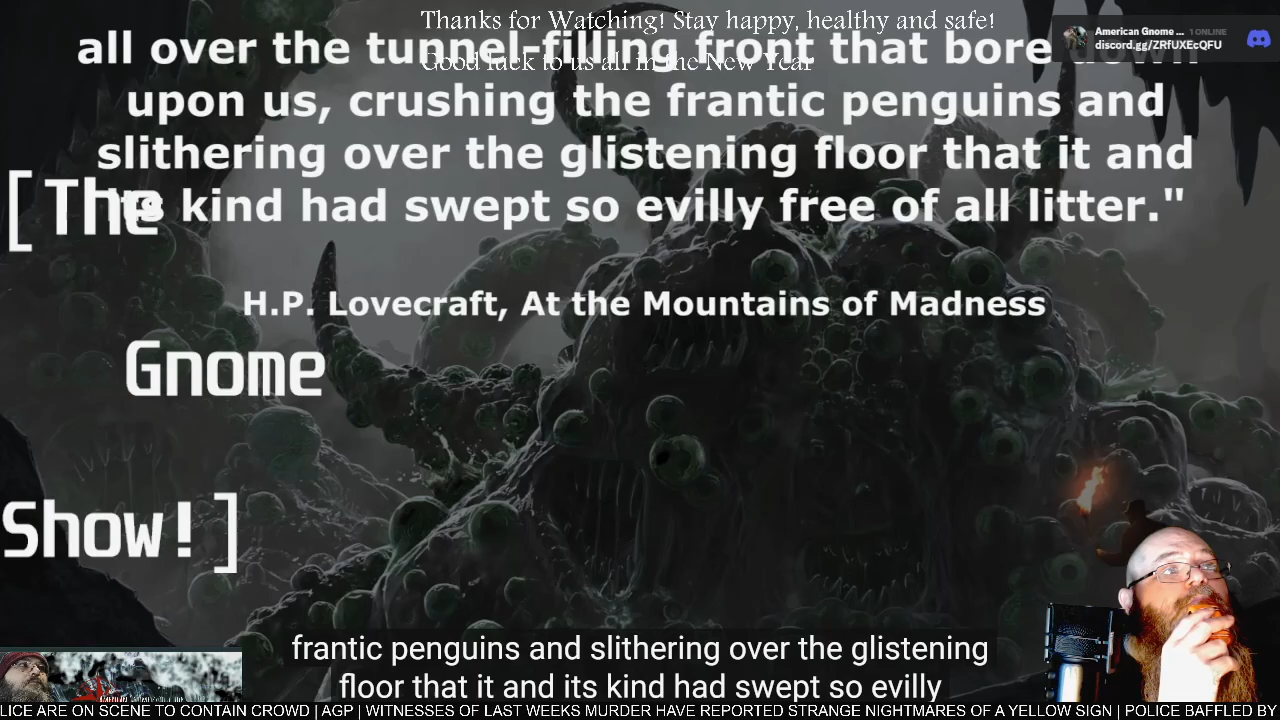 Thanks for Watching! Stay happy, healthy and safe!
Good luck to us all in the New Year
American Gnome ... 1 ONLINE
discord.gg/ZRfUXEcQFU
all over the tunnel-filling front that bore down
upon us, crushing the frantic penguins and
slithering over the glistening floor that it and
its kind had swept so evilly free of all litter."
H.P. Lovecraft, At the Mountains of Madness
[The
Gnome
Show!]
frantic penguins and slithering over the glistening
floor that it and its kind had swept so evilly
LICE ARE ON SCENE TO CONTAIN CROWD | AGP | WITNESSES OF LAST WEEKS MURDER HAVE REPORTED STRANGE NIGHTMARES OF A YELLOW SIGN | POLICE BAFFLED BY